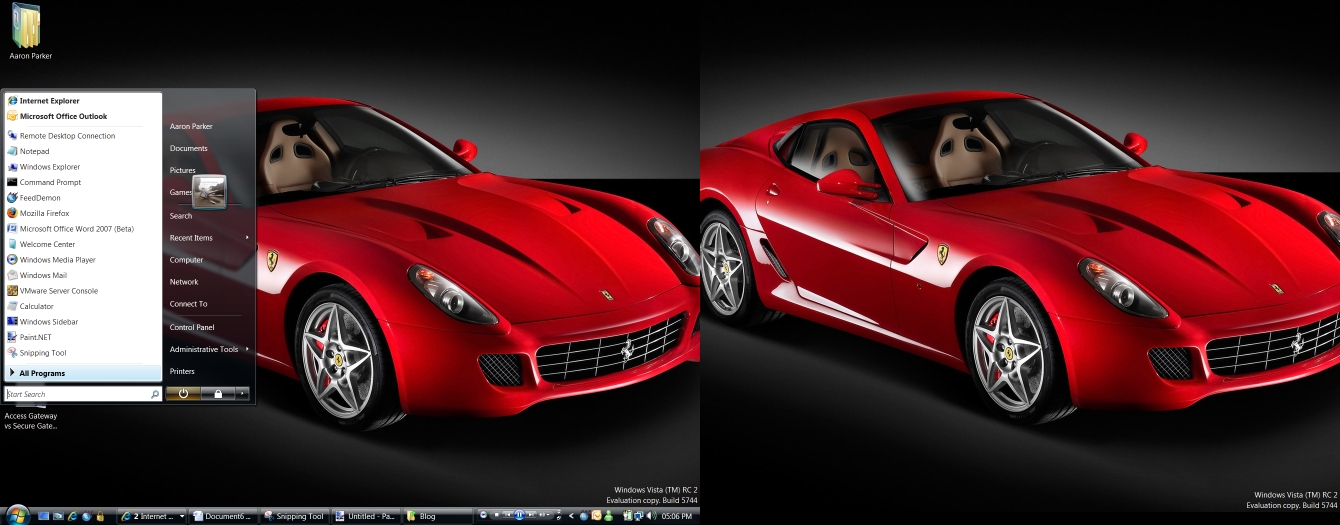 Aaron Parker
Internet Explorer
Microsoft Office Outlook
Remote Desktop Connection
Notepad
Windows Explorer
Command Prompt
FeedDemon
Mozilla Firefox
Microsoft Office Word 2007 (Beta)
Welcome Center
Windows Media Player
Windows Mail
VMware Server Console
Calculator
Windows Sidebar
Paint.NET
Snipping Tool
All Programs
Start Search
Aaron Parker
Documents
Pictures
Games
Search
Recent Items
Computer
Network
Connect To
Control Panel
Administrative Tools
Printers
Access Gateway
vs Secure Gate...
Windows Vista (TM) RC 2
Evaluation copy. Build 5744
2 Internet ...
Document6 ...
Snipping Tool
Untitled - Pa...
Blog
05:06 PM
Windows Vista (TM) RC 2
Evaluation copy. Build 5744